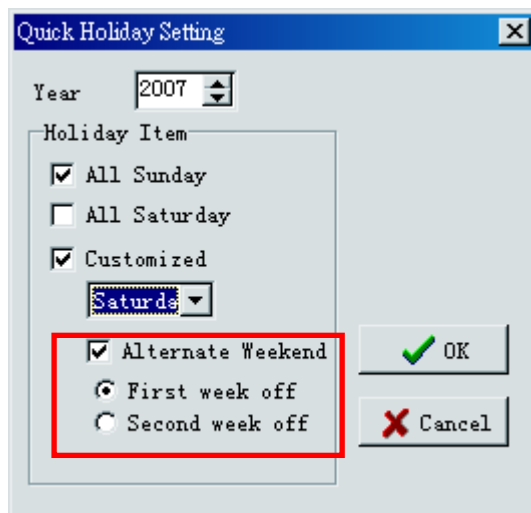 Quick Holiday Setting
Year 2007
Holiday Item
All Sunday
All Saturday
Customized
Saturda
Alternate Weekend
First week off
Second week off
OK
Cancel